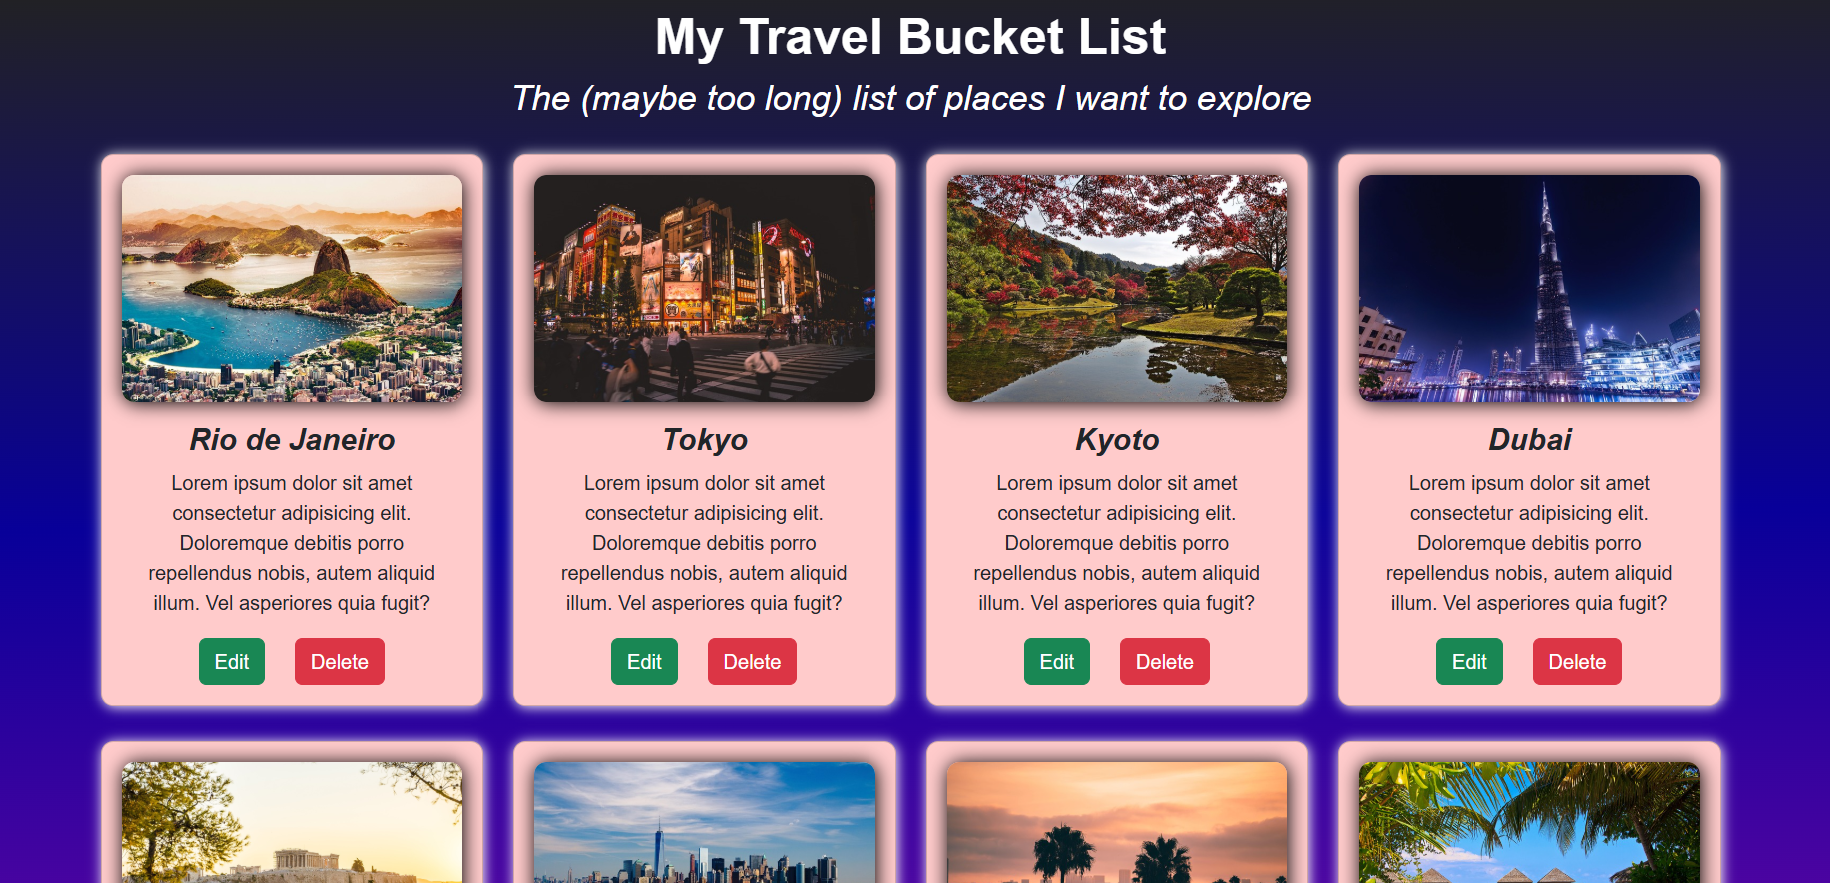 My Travel Bucket List
The (maybe too long) list of places I want to explore
Rio de Janeiro
Lorem ipsum dolor sit amet
consectetur adipisicing elit.
Doloremque debitis porro
repellendus nobis, autem aliquid
illum. Vel asperiores quia fugit?
Edit
Delete
Tokyo
Lorem ipsum dolor sit amet
consectetur adipisicing elit.
Doloremque debitis porro
repellendus nobis, autem aliquid
illum. Vel asperiores quia fugit?
Edit
Delete
Kyoto
Lorem ipsum dolor sit amet
consectetur adipisicing elit.
Doloremque debitis porro
repellendus nobis, autem aliquid
illum. Vel asperiores quia fugit?
Edit
Delete
Dubai
Lorem ipsum dolor sit amet
consectetur adipisicing elit.
Doloremque debitis porro
repellendus nobis, autem aliquid
illum. Vel asperiores quia fugit?
Edit
Delete